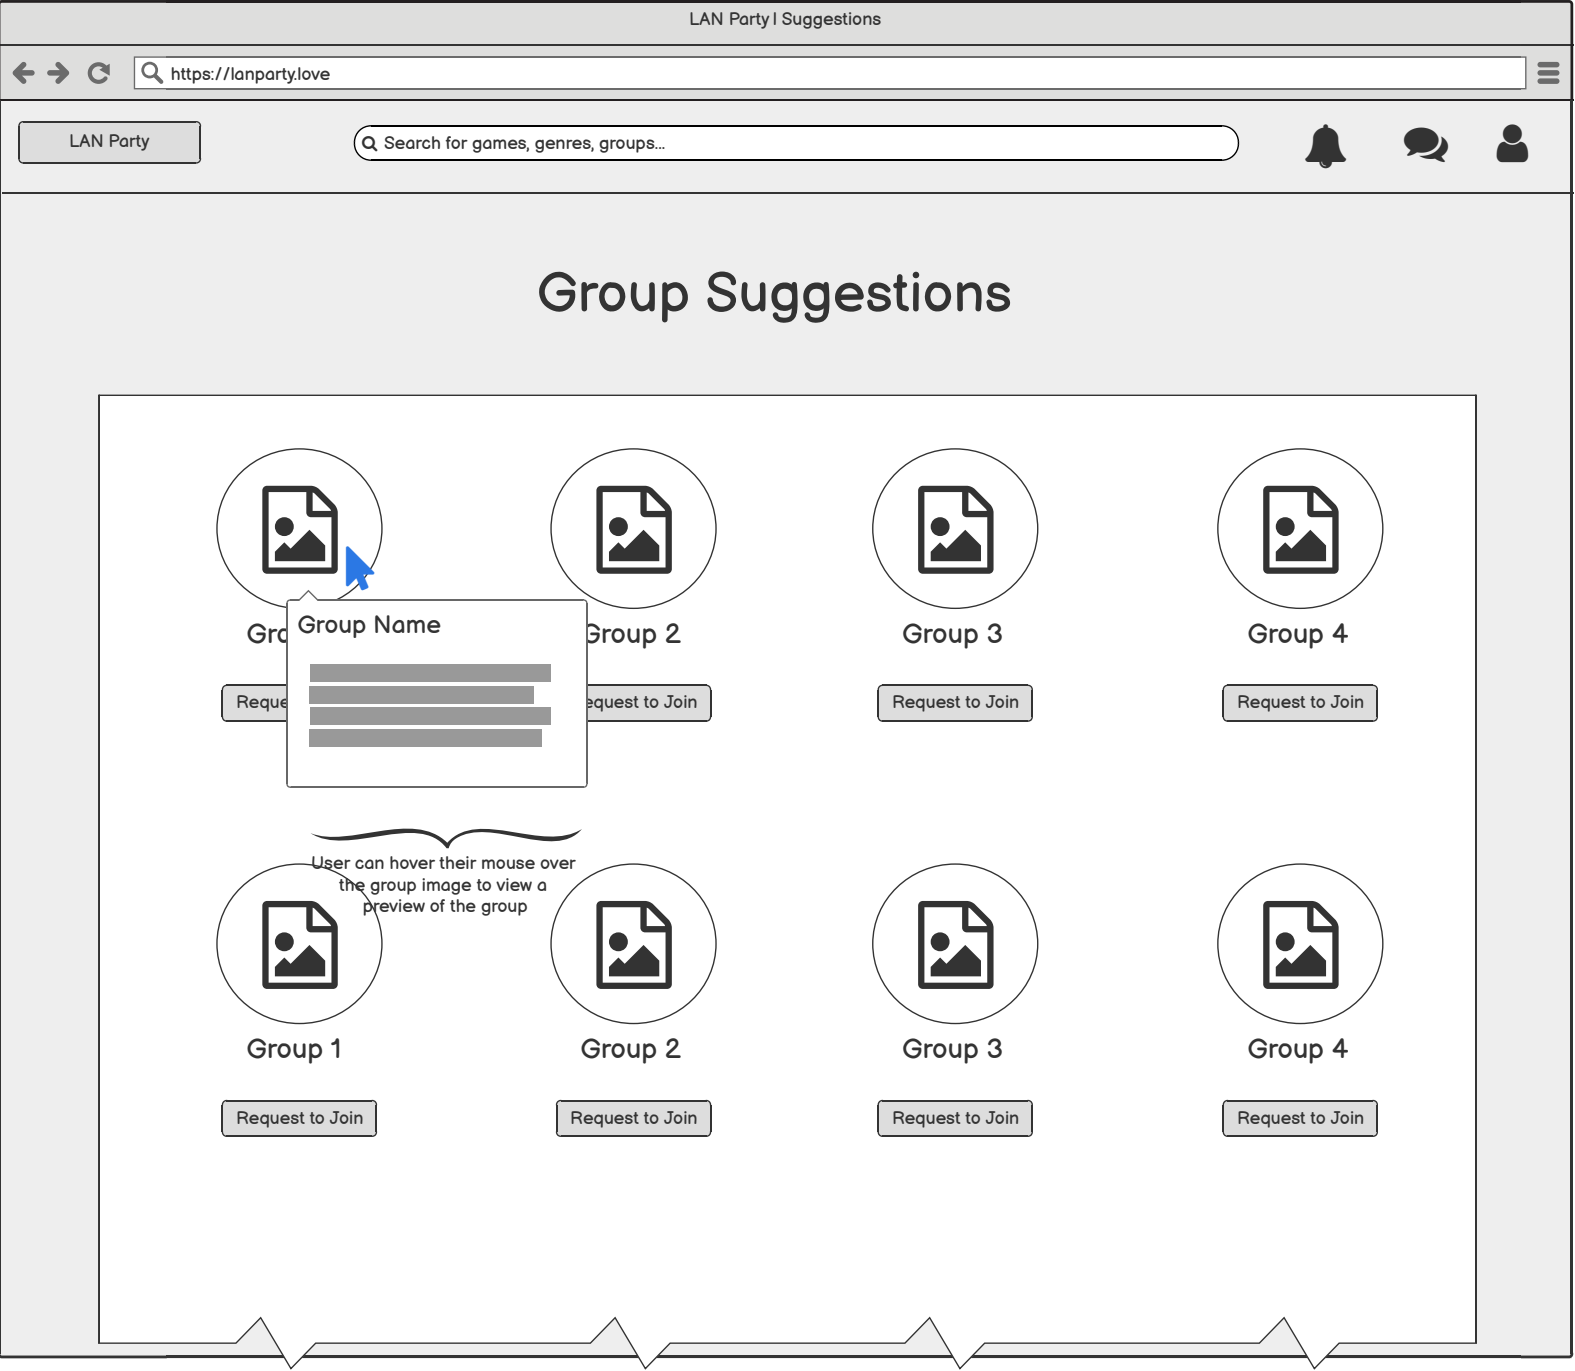 LAN Party | Suggestions
https://lanparty.love
LAN Party
Search for games, genres, groups...
Group Suggestions
Group Name
Group 2
Group 3
Group 4
Request to Join
Request to Join
User can hover their mouse over
the group image to view a
preview of the group
Group 1
Group 2
Group 3
Group 4
Request to Join
Request to Join
Request to Join
Request to Join